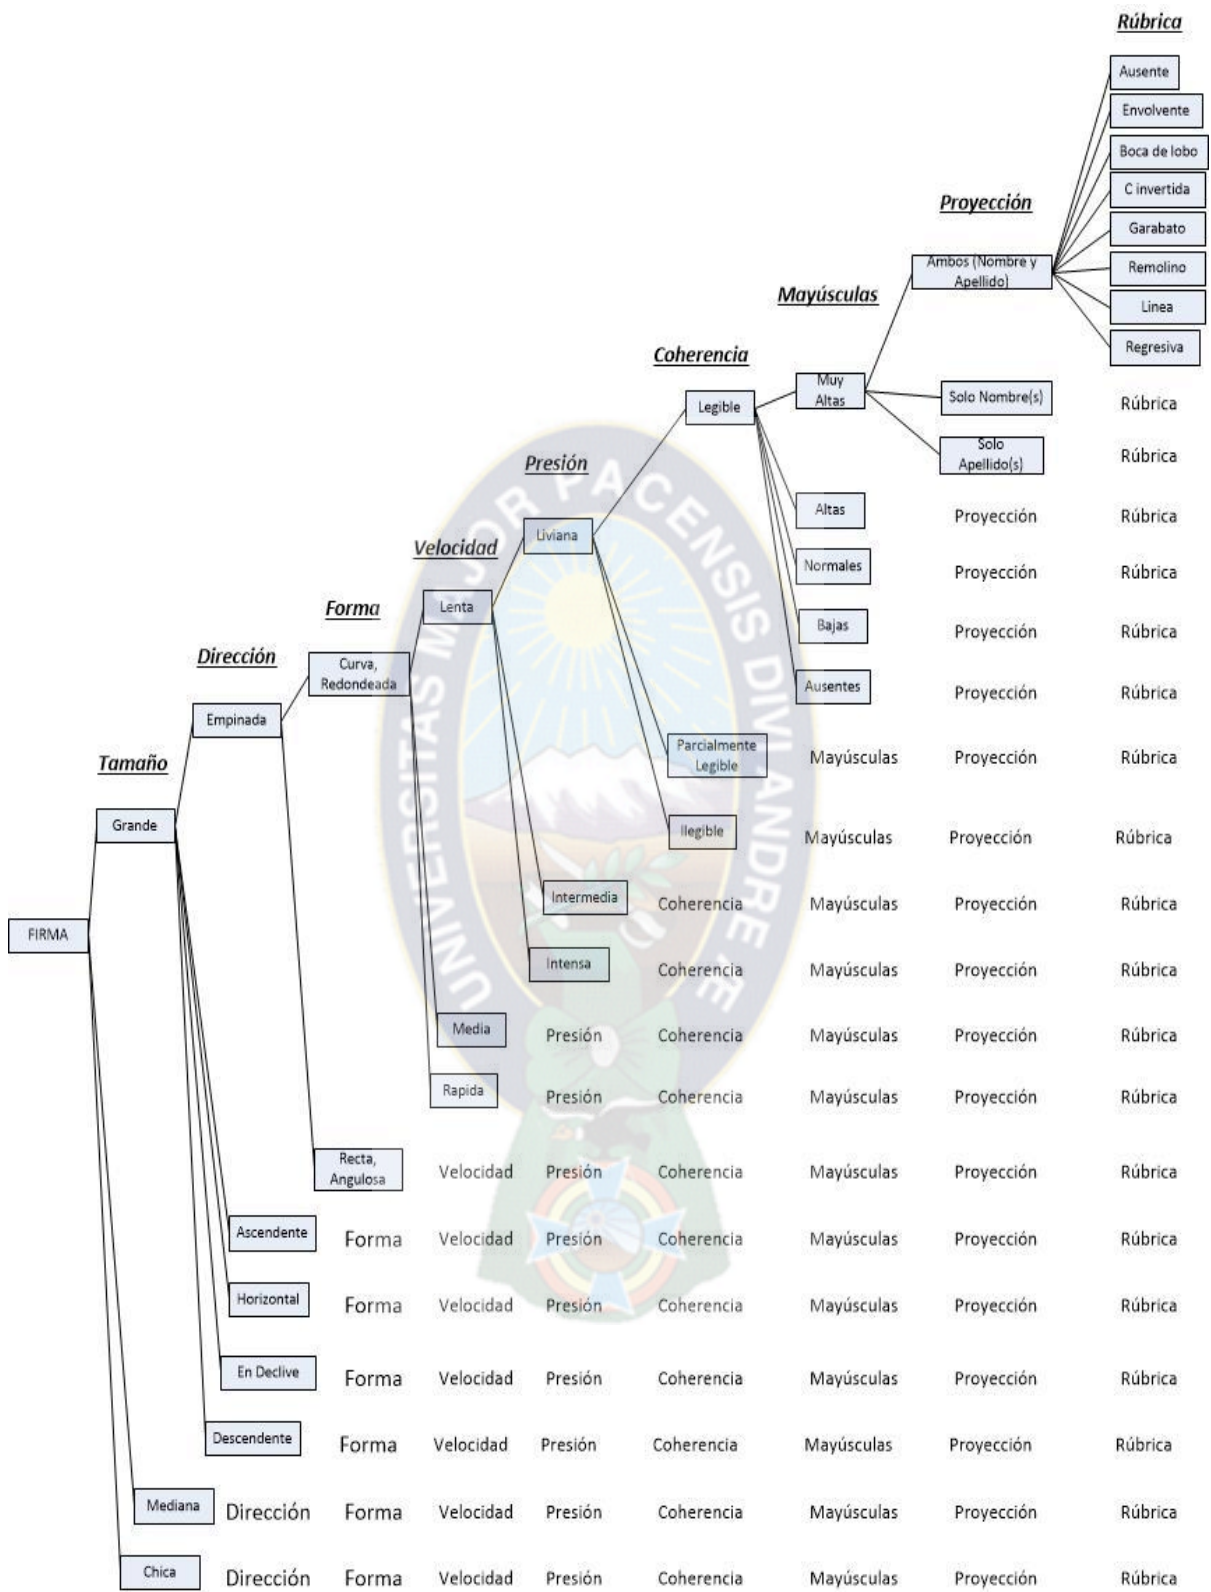 Rúbrica
Ausente
Envolvente
Boca de lobo
C invertida
Proyección
Garabato
Ambos (Nombre y
Apellido)
Remolino
Mayúsculas
Linea
Regresiva
Coherencia
Muy
Altas
Solo Nombre(s)
Rúbrica
Legible
Solo
Apellido(s)
Rúbrica
Presión
Altas
Proyección
Rúbrica
Liviana
Velocidad
Normales
Proyección
Rúbrica
Forma
Lenta
Bajas
Proyección
Rúbrica
Dirección
Curva,
Redondeada
Ausentes
Proyección
Rúbrica
Empinada
Tamaño
Parcialmente
Legible
Mayúsculas
Proyección
Rúbrica
Grande
Ilegible
Mayúsculas
Proyección
Rúbrica
Intermedia
Coherencia
Mayúsculas
Proyección
Rúbrica
FIRMA
Intensa
Coherencia
Mayúsculas
Proyección
Rúbrica
Media
Presión
Coherencia
Mayúsculas
Proyección
Rúbrica
Rapida
Presión
Coherencia
Mayúsculas
Proyección
Rúbrica
Recta,
Angulosa
Velocidad
Presión
Coherencia
Mayúsculas
Proyección
Rúbrica
Ascendente
Forma
Velocidad
Presión
Coherencia
Mayúsculas
Proyección
Rúbrica
Horizontal
Forma
Velocidad
Presión
Coherencia
Mayúsculas
Proyección
Rúbrica
En Declive
Forma
Velocidad
Presión
Coherencia
Mayúsculas
Proyección
Rúbrica
Descendente
Forma
Velocidad
Presión
Coherencia
Mayúsculas
Proyección
Rúbrica
Mediana
Dirección
Forma
Velocidad
Presión
Coherencia
Mayúsculas
Proyección
Rúbrica
Chica
Dirección
Forma
Velocidad
Presión
Coherencia
Mayúsculas
Proyección
Rúbrica
UNIVERSITAS MAJOR PACENSIS DIVI ANDRE Æ